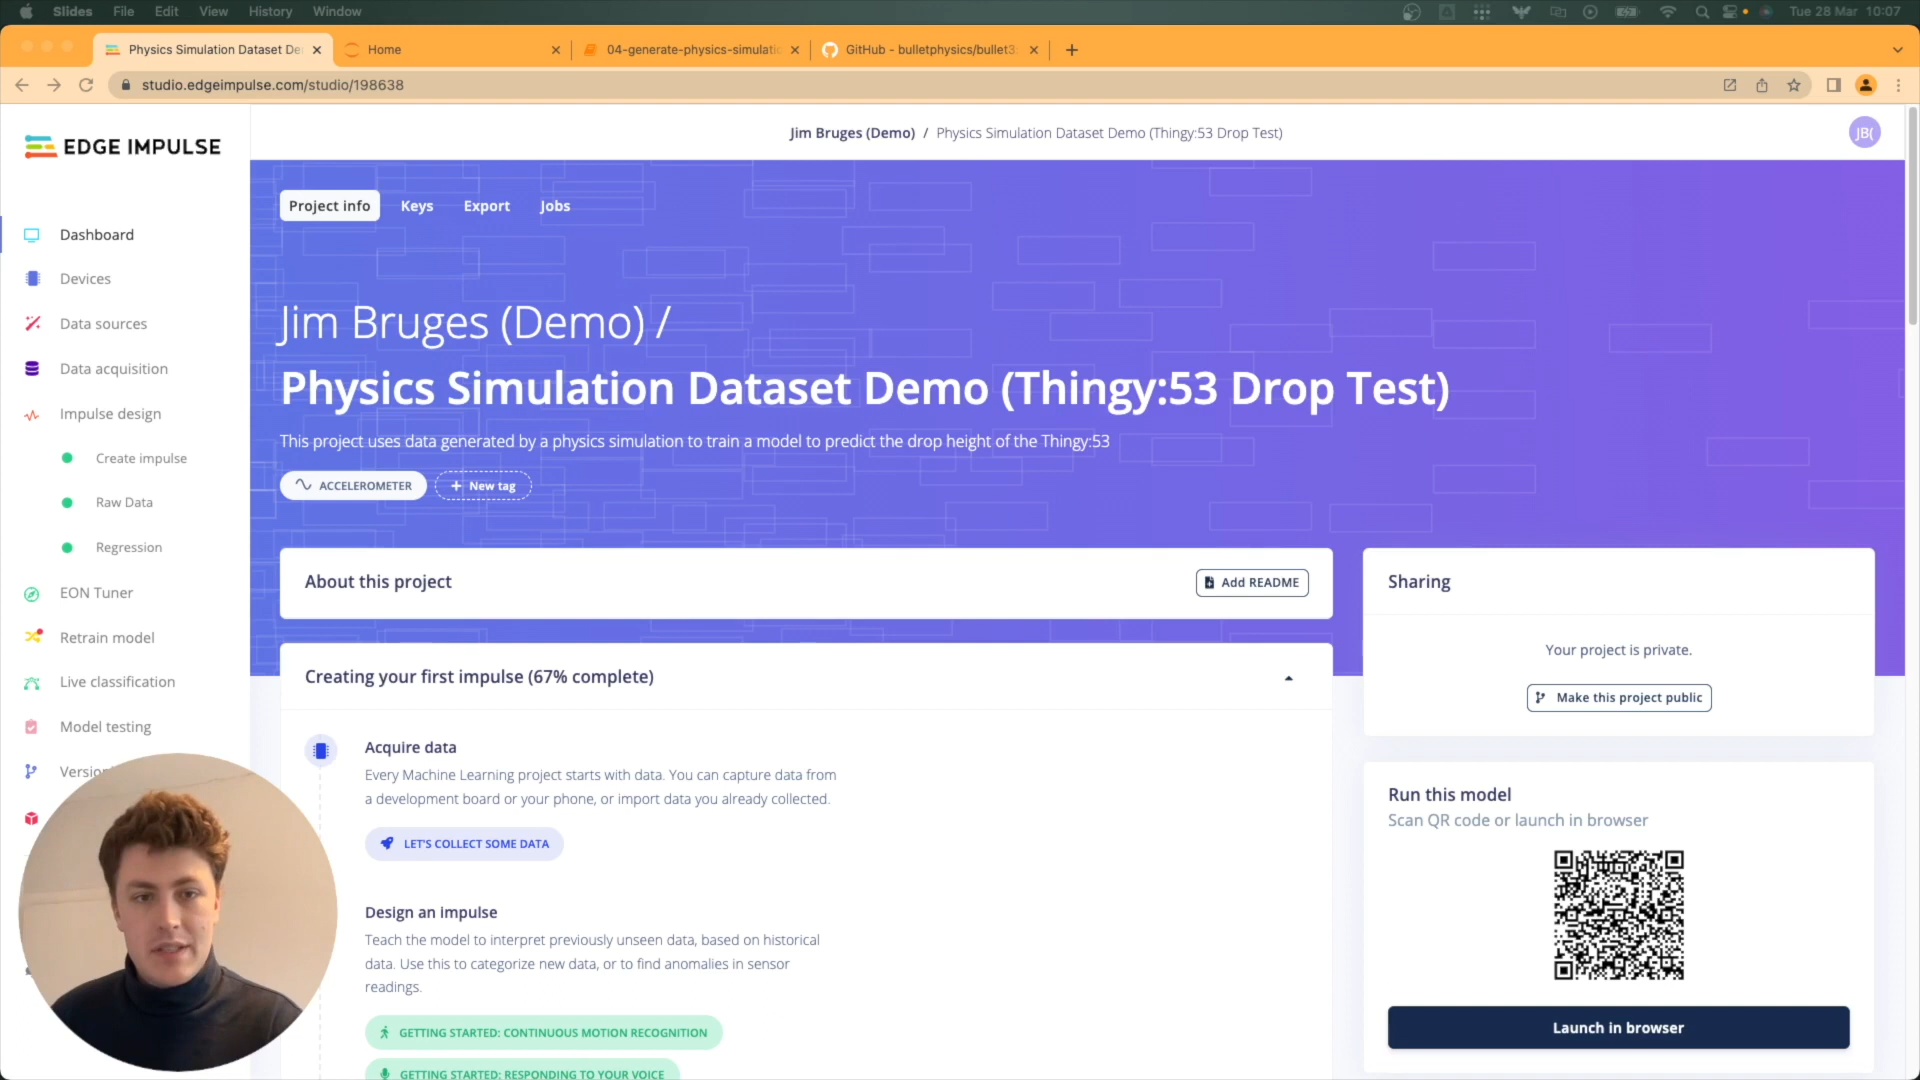 Slides File Edit View History Window Tue 28 Mar 10:07
Physics Simulation Dataset De
Home
04-generate-physics-simulatio
GitHub - bulletphysics/bullet3
studio.edgeimpulse.com/studio/198638
EDGE IMPULSE
Jim Bruges (Demo) / Physics Simulation Dataset Demo (Thingy:53 Drop Test)
JB(
Dashboard
Devices
Data sources
Data acquisition
Impulse design
Create impulse
Raw Data
Regression
EON Tuner
Retrain model
Live classification
Model testing
Version
Project info Keys Export Jobs
Jim Bruges (Demo) /
Physics Simulation Dataset Demo (Thingy:53 Drop Test)
This project uses data generated by a physics simulation to train a model to predict the drop height of the Thingy:53
ACCELEROMETER
+ New tag
About this project
Add README
Creating your first impulse (67% complete)
Acquire data
Every Machine Learning project starts with data. You can capture data from
a development board or your phone, or import data you already collected.
LET'S COLLECT SOME DATA
Design an impulse
Teach the model to interpret previously unseen data, based on historical
data. Use this to categorize new data, or to find anomalies in sensor
readings.
GETTING STARTED: CONTINUOUS MOTION RECOGNITION
GETTING STARTED: RESPONDING TO YOUR VOICE
Sharing
Your project is private.
Make this project public
Run this model
Scan QR code or launch in browser
Launch in browser